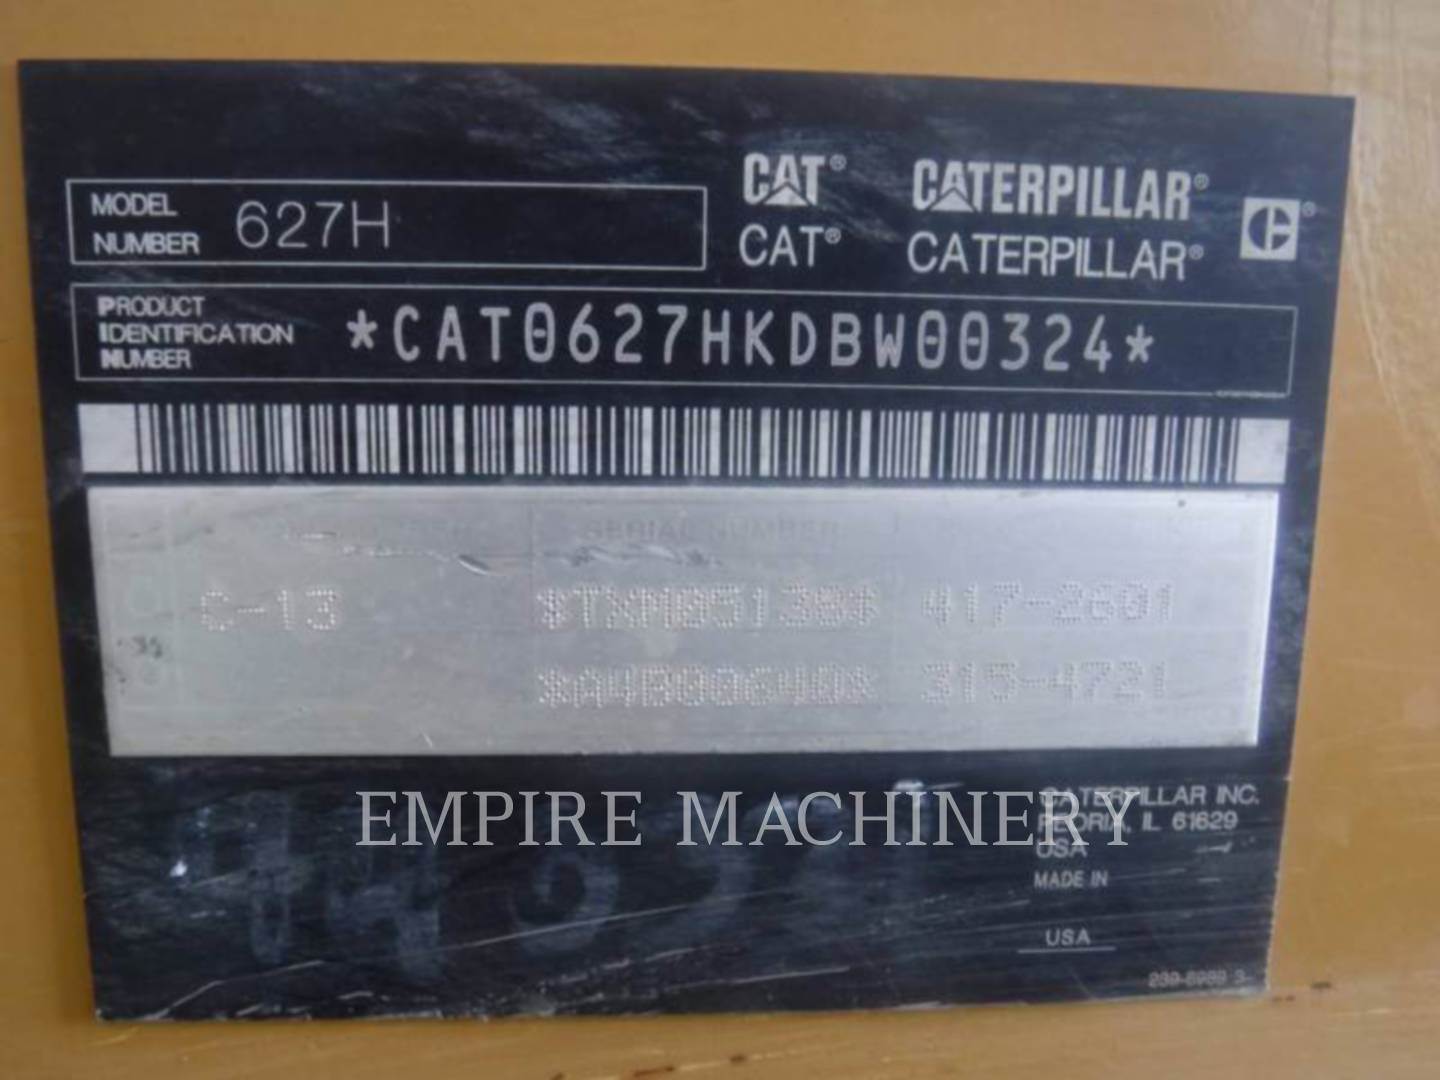 CAT® CATERPILLAR®
CAT® CATERPILLAR®
MODEL NUMBER 627H
PRODUCT IDENTIFICATION NUMBER *CAT0627HKDBW00324*
SERIAL NUMBER
C-13 *TXM05138* 417-2601
*A4B00640* 315-4721
EMPIRE MACHINERY
CATERPILLAR INC.
PEORIA, IL 61629
USA
MADE IN
USA